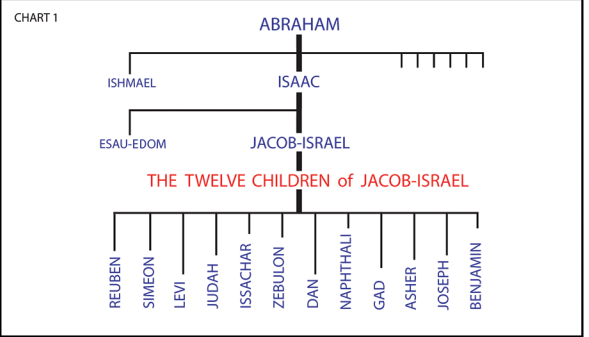 CHART 1
ABRAHAM
ISHMAEL
ISAAC
ESAU-EDOM
JACOB-ISRAEL
THE TWELVE CHILDREN of JACOB-ISRAEL
REUBEN
SIMEON
LEVI
JUDAH
ISSACHAR
ZEBULON
DAN
NAPHTHALI
GAD
ASHER
JOSEPH
BENJAMIN